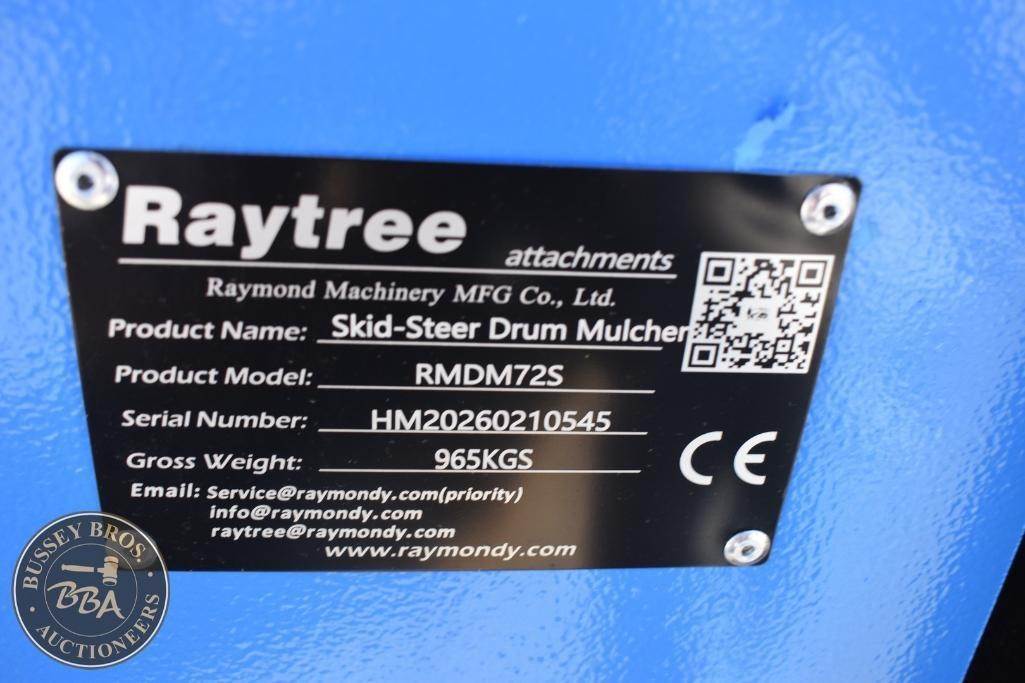 Raytree
attachments
Raymond Machinery MFG Co., Ltd.
Product Name: Skid-Steer Drum Mulcher
Product Model: RMDM72S
Serial Number: HM20260210545
Gross Weight: 965KGS
CE
Email: Service@raymondy.com(priority)
info@raymondy.com
raytree@raymondy.com
www.raymondy.com
BUSSEY BROS.
BBA
AUCTIONEERS